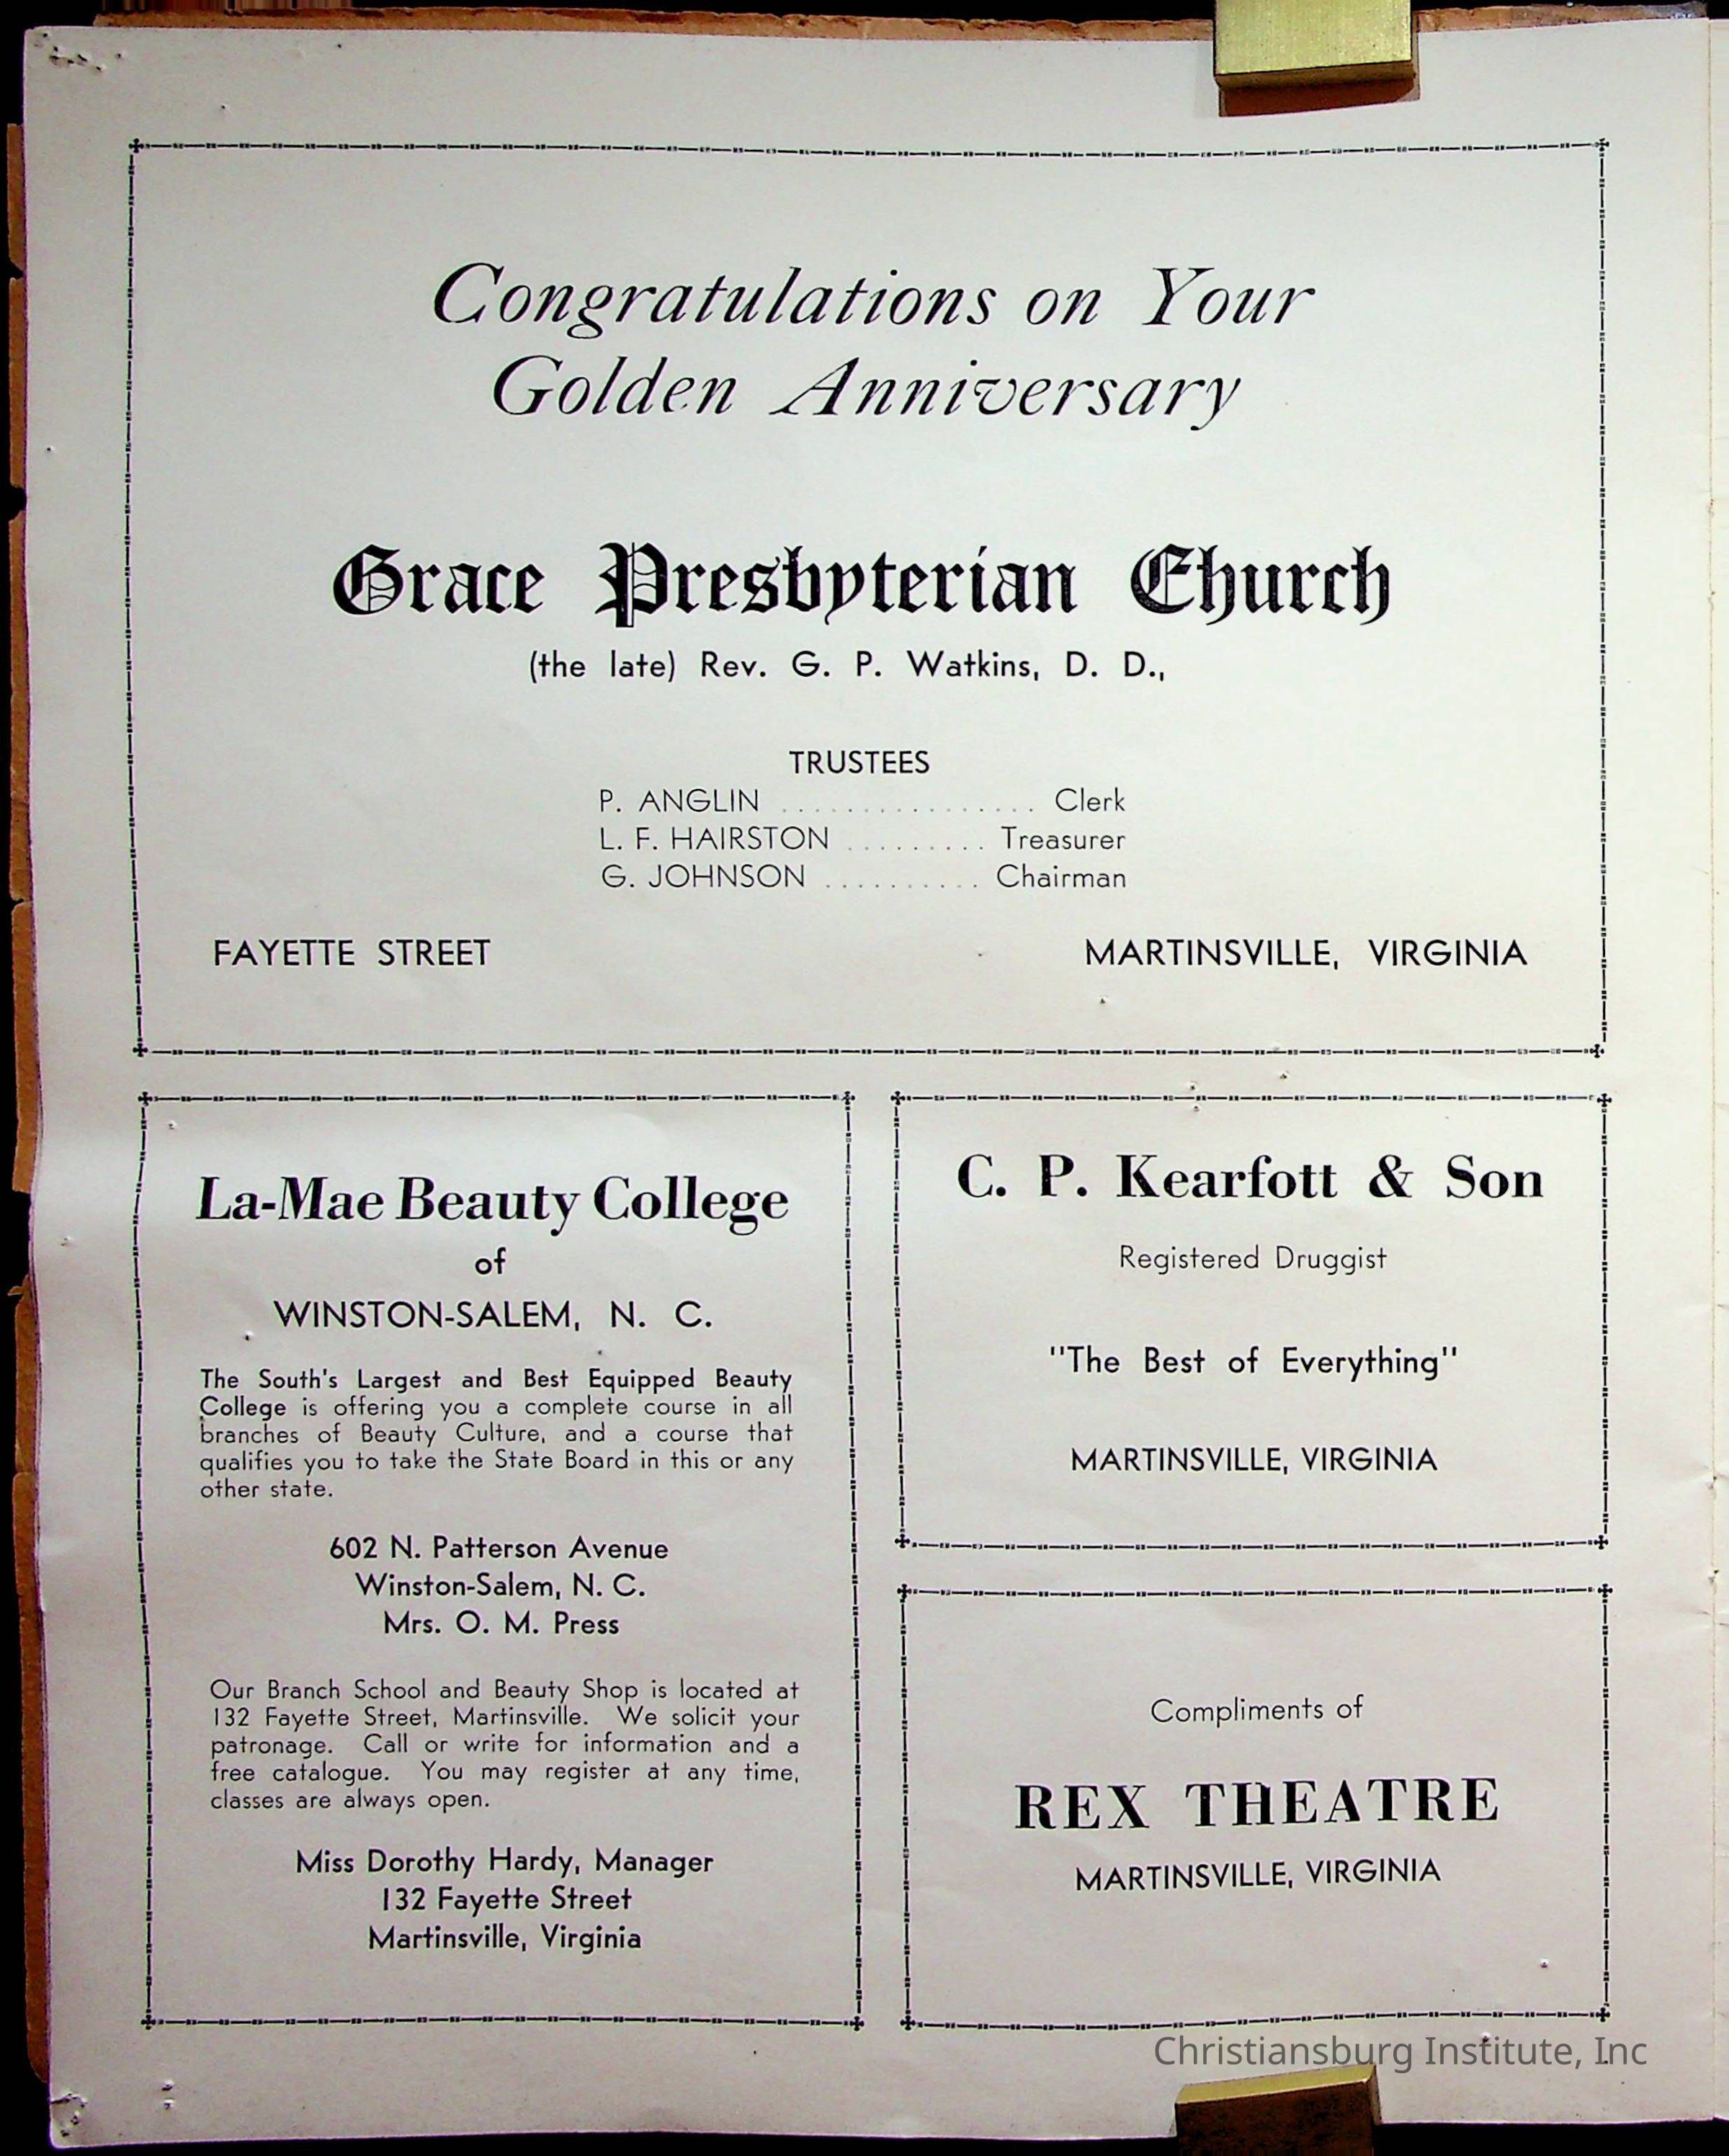 Congratulations on Your
Golden Anniversary
Grace Presbyterian Church
(the late) Rev. G. P. Watkins, D. D.,
TRUSTEES
P. ANGLIN ................ Clerk
L. F. HAIRSTON ......... Treasurer
G. JOHNSON .......... Chairman
FAYETTE STREET MARTINSVILLE, VIRGINIA
La-Mae Beauty College
of
WINSTON-SALEM, N. C.
The South's Largest and Best Equipped Beauty
College is offering you a complete course in all
branches of Beauty Culture, and a course that
qualifies you to take the State Board in this or any
other state.
602 N. Patterson Avenue
Winston-Salem, N. C.
Mrs. O. M. Press
Our Branch School and Beauty Shop is located at
132 Fayette Street, Martinsville. We solicit your
patronage. Call or write for information and a
free catalogue. You may register at any time,
classes are always open.
Miss Dorothy Hardy, Manager
132 Fayette Street
Martinsville, Virginia
C. P. Kearfott & Son
Registered Druggist
"The Best of Everything"
MARTINSVILLE, VIRGINIA
Compliments of
REX THEATRE
MARTINSVILLE, VIRGINIA
Christiansburg Institute, Inc